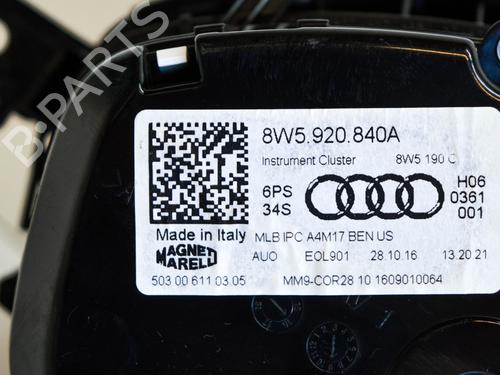 B-PARTS
8W5.920.840A
Instrument Cluster 8W5 190 C
6PS H06
34S 0361
001
Made in Italy MLB IPC A4M17 BEN US
MAGNETI AUO EOL901 28.10.16 13:20:21
MARELLI
503 00 611 03 05 MM9-COR28 10 1609010064